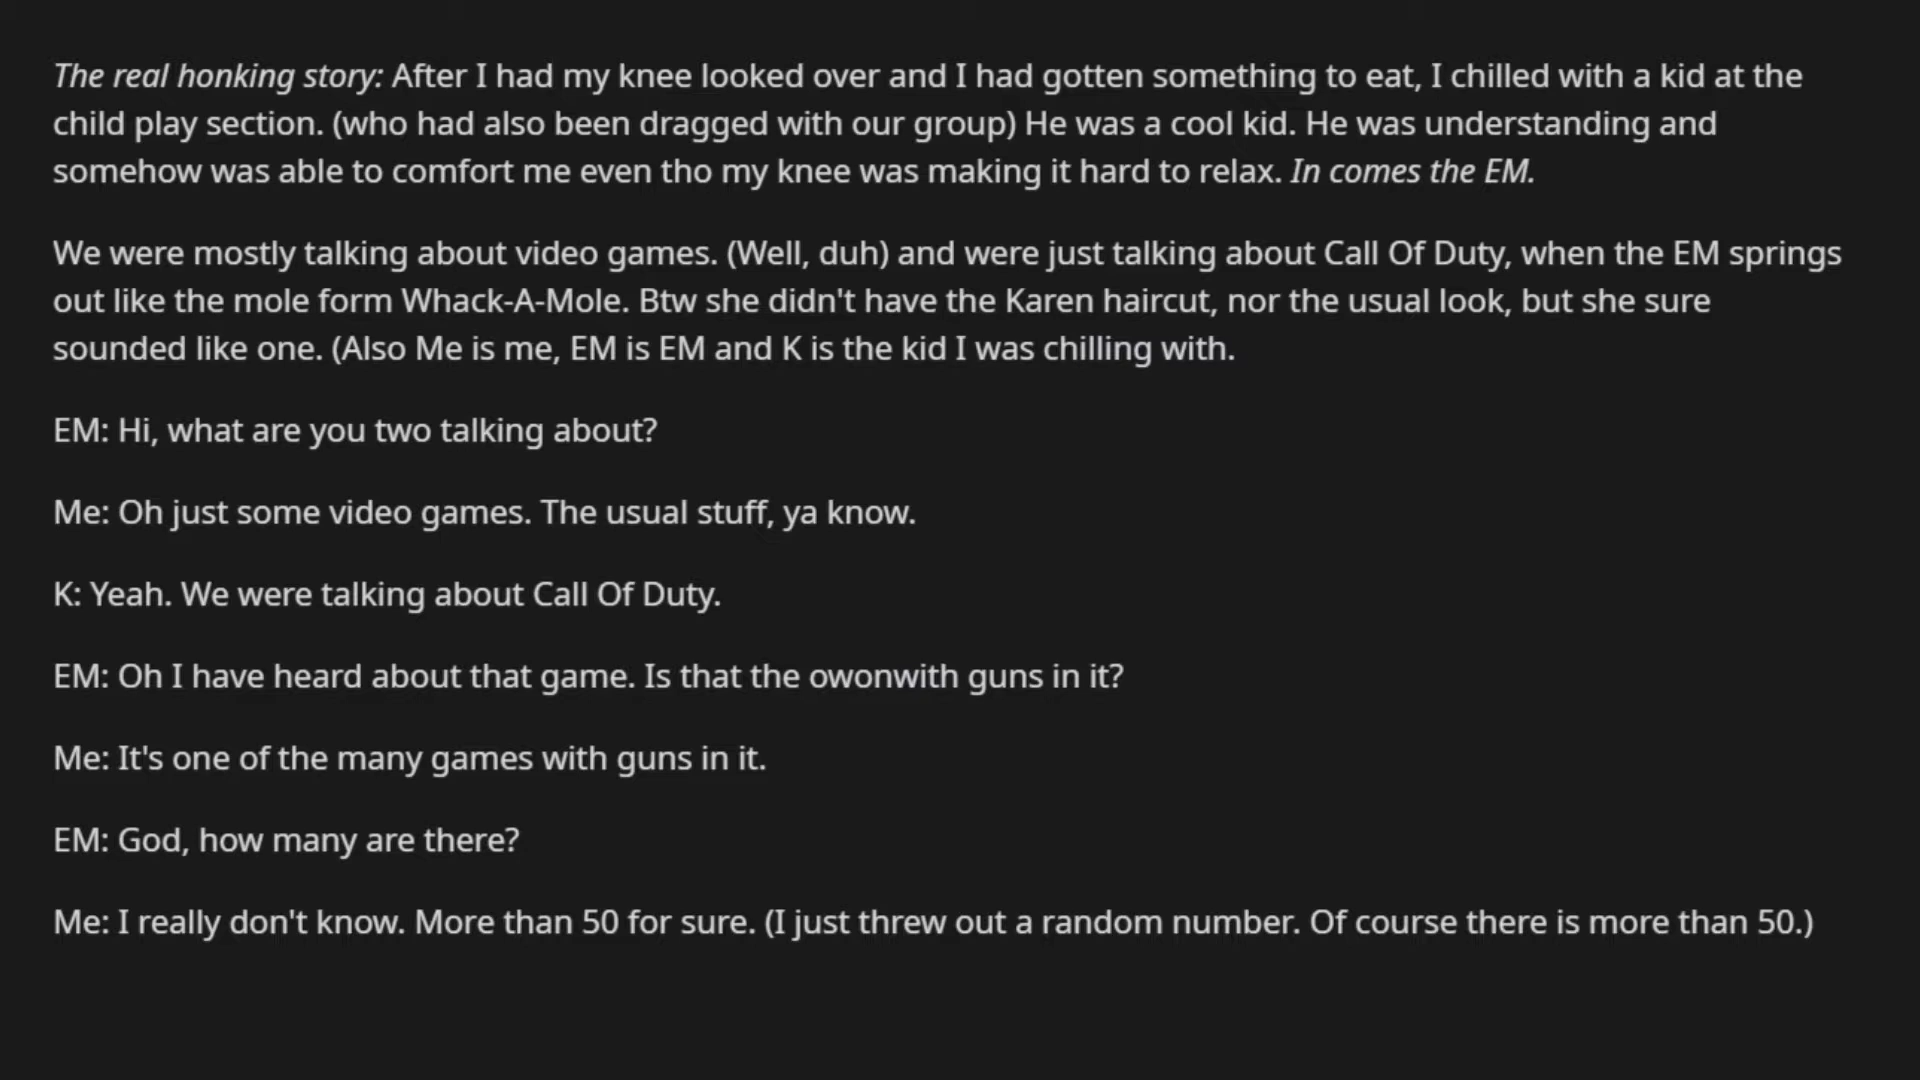 The real honking story: After I had my knee looked over and I had gotten something to eat, I chilled with a kid at the
child play section. (who had also been dragged with our group) He was a cool kid. He was understanding and
somehow was able to comfort me even tho my knee was making it hard to relax. In comes the EM.
We were mostly talking about video games. (Well, duh) and were just talking about Call Of Duty, when the EM springs
out like the mole form Whack-A-Mole. Btw she didn't have the Karen haircut, nor the usual look, but she sure
sounded like one. (Also Me is me, EM is EM and K is the kid I was chilling with.
EM: Hi, what are you two talking about?
Me: Oh just some video games. The usual stuff, ya know.
K: Yeah. We were talking about Call Of Duty.
EM: Oh I have heard about that game. Is that the owonwith guns in it?
Me: It's one of the many games with guns in it.
EM: God, how many are there?
Me: I really don't know. More than 50 for sure. (I just threw out a random number. Of course there is more than 50.)